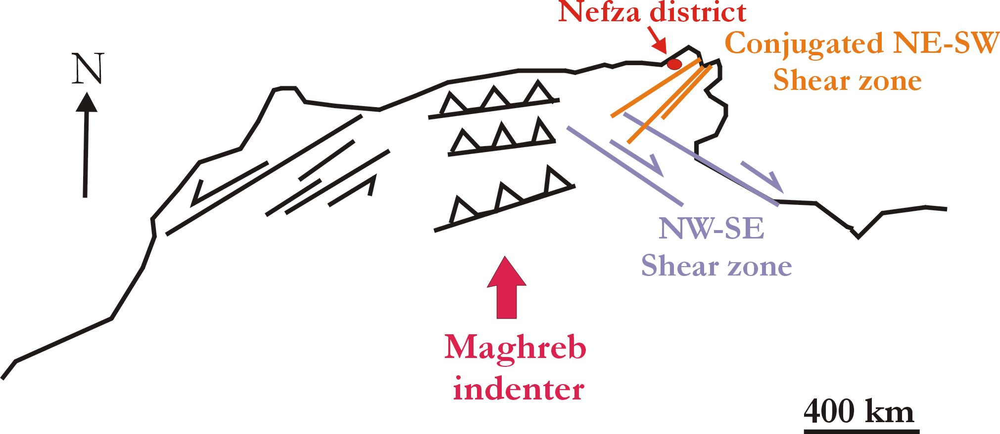 Nefza district
Conjugated NE-SW
Shear zone
N
NW-SE
Shear zone
Maghreb
indenter
400 km